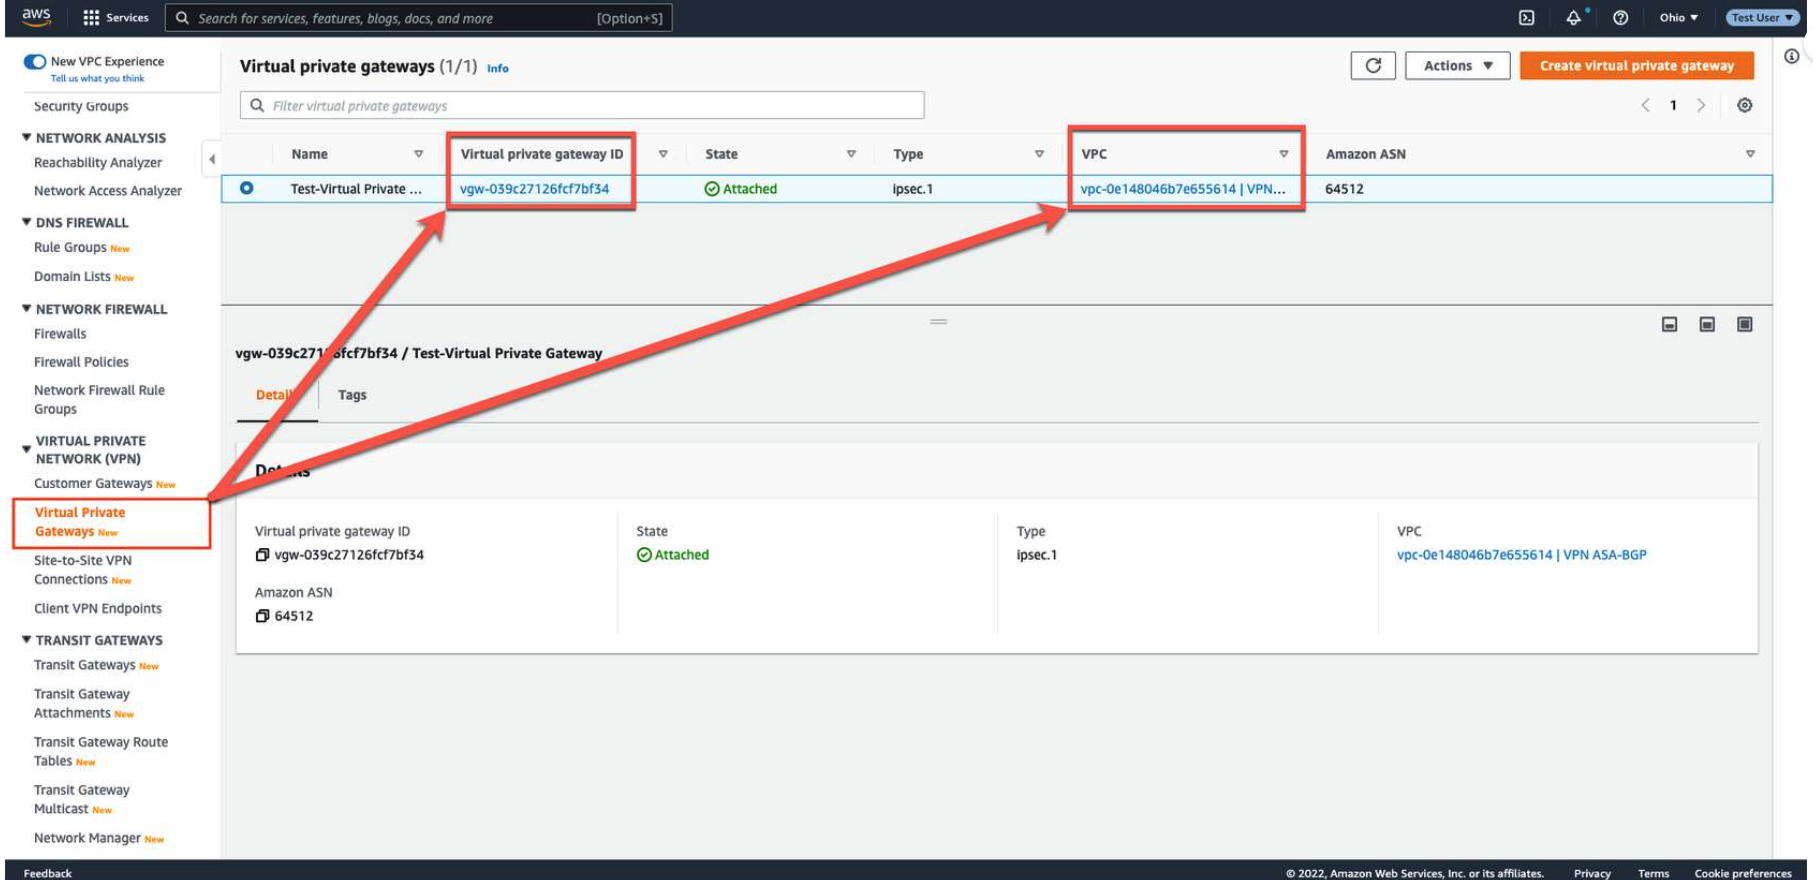 aws Services Search for services, features, blogs, docs, and more [Option+S] Ohio Test User
New VPC Experience
Tell us what you think
Security Groups
NETWORK ANALYSIS
Reachability Analyzer
Network Access Analyzer
DNS FIREWALL
Rule Groups New
Domain Lists New
NETWORK FIREWALL
Firewalls
Firewall Policies
Network Firewall Rule
Groups
VIRTUAL PRIVATE
NETWORK (VPN)
Customer Gateways New
Virtual Private
Gateways New
Site-to-Site VPN
Connections New
Client VPN Endpoints
TRANSIT GATEWAYS
Transit Gateways New
Transit Gateway
Attachments New
Transit Gateway Route
Tables New
Transit Gateway
Multicast New
Network Manager New
Virtual private gateways (1/1) Info Actions Create virtual private gateway
Filter virtual private gateways 1
Name Virtual private gateway ID State Type VPC Amazon ASN
Test-Virtual Private ... vgw-039c27126fcf7bf34 Attached ipsec.1 vpc-0e148046b7e655614 | VPN... 64512
vgw-039c27126fcf7bf34 / Test-Virtual Private Gateway
Details Tags
Details
Virtual private gateway ID State Type VPC
vgw-039c27126fcf7bf34 Attached ipsec.1 vpc-0e148046b7e655614 | VPN ASA-BGP
Amazon ASN
64512
Feedback © 2022, Amazon Web Services, Inc. or its affiliates. Privacy Terms Cookie preferences